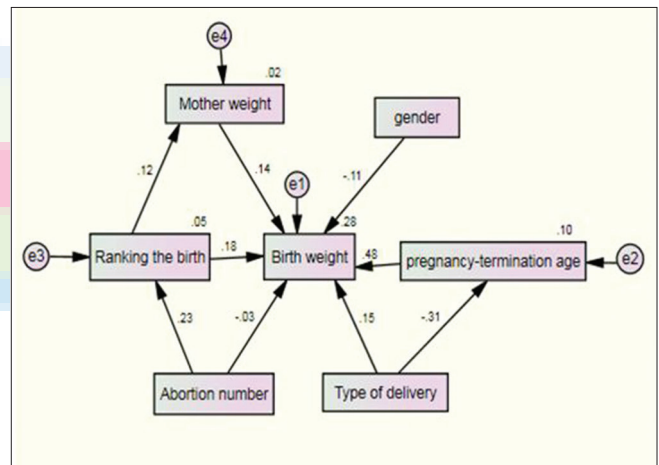 e4
.02
Mother weight
gender
.12
.14
-.11
e1
.05
.28
.10
e3
Ranking the birth
.18
Birth weight
.48
pregnancy-termination age
e2
.23
-.03
.15
-.31
Abortion number
Type of delivery